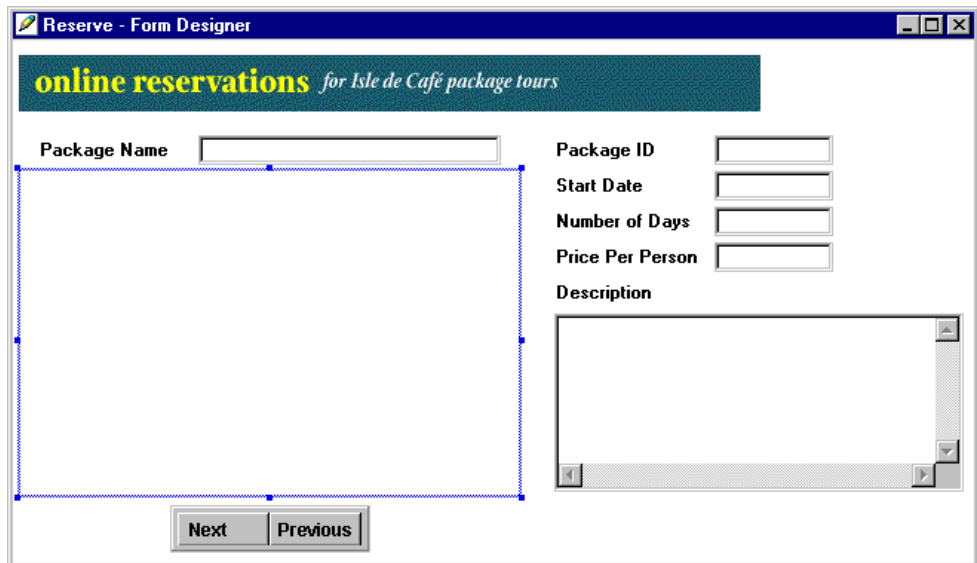 Reserve - Form Designer
online reservations for Isle de Café package tours
Package Name
Package ID
Start Date
Number of Days
Price Per Person
Description
Next Previous